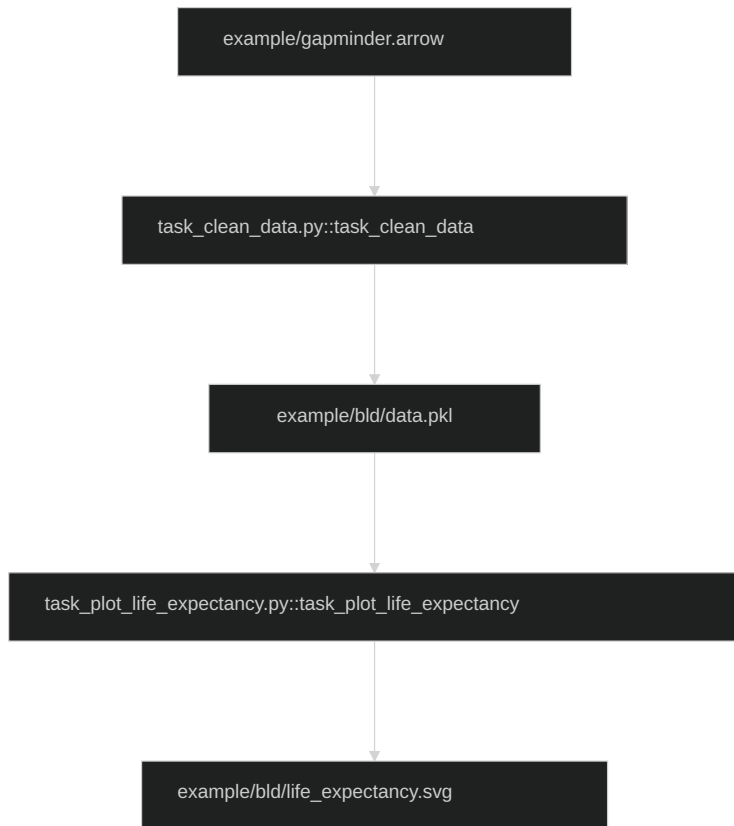 example/gapminder.arrow
task_clean_data.py::task_clean_data
example/bld/data.pkl
task_plot_life_expectancy.py::task_plot_life_expectancy
example/bld/life_expectancy.svg